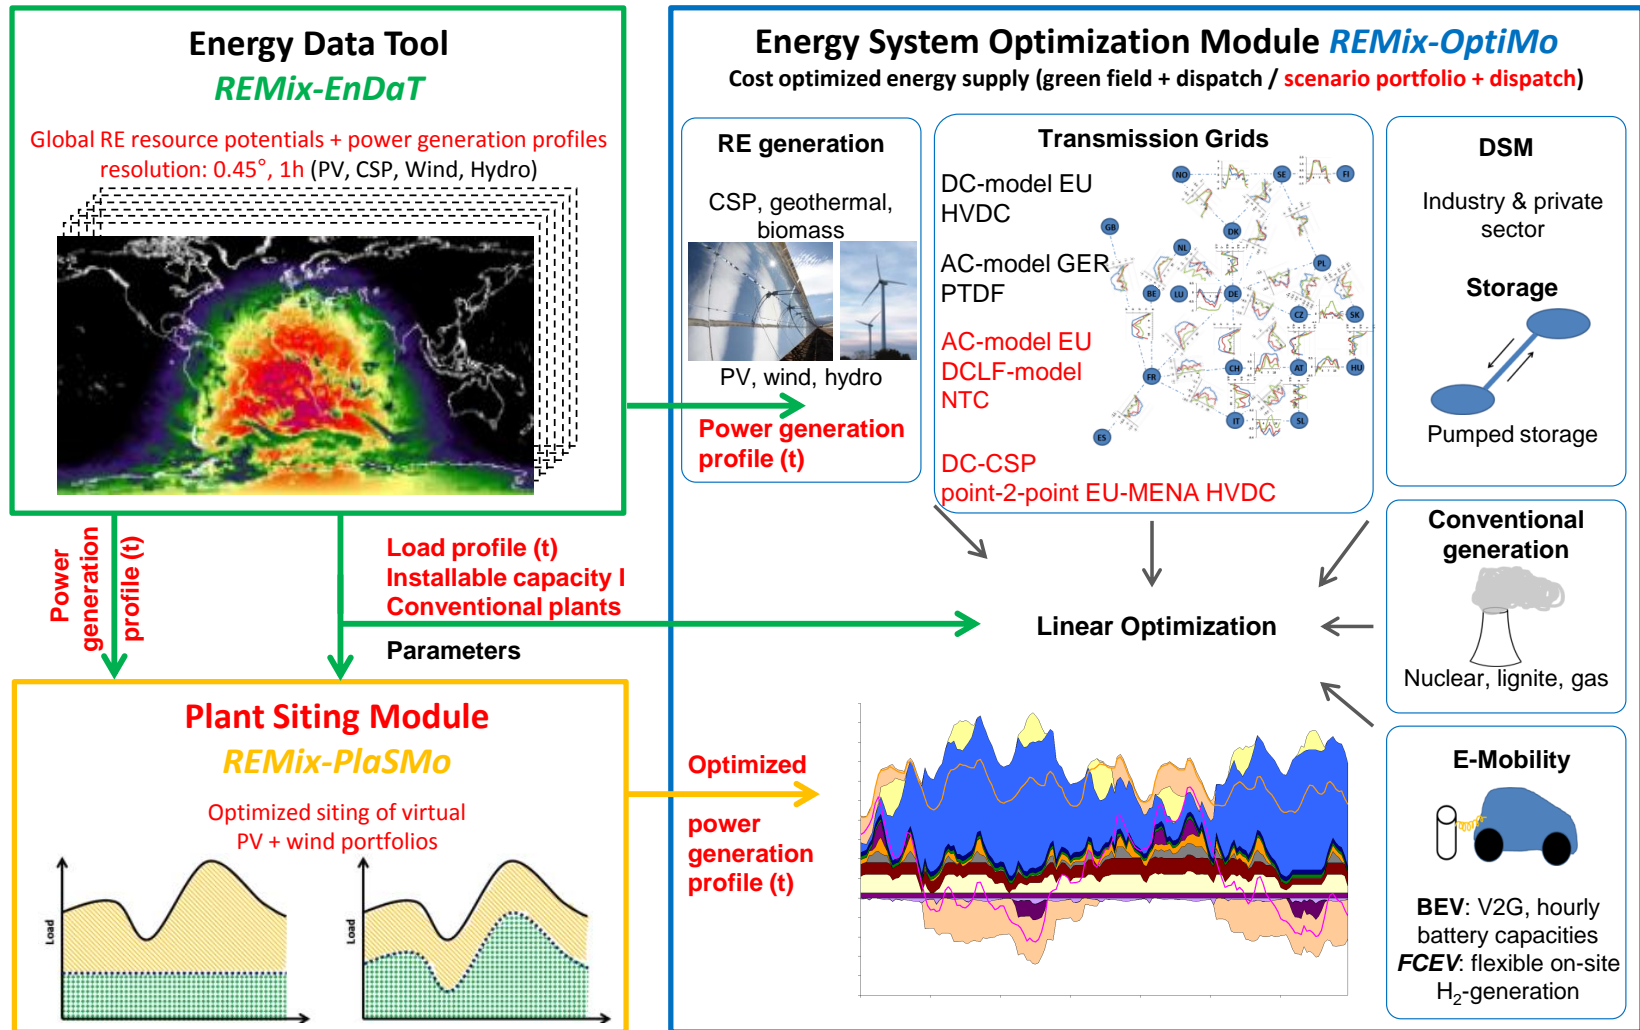 Energy Data Tool
REMix-EnDaT
Global RE resource potentials + power generation profiles
resolution: 0.45°, 1h (PV, CSP, Wind, Hydro)
Power
generation
profile (t)
Load profile (t)
Installable capacity I
Conventional plants
Parameters
Plant Siting Module
REMix-PlaSMo
Optimized siting of virtual
PV + wind portfolios
Load
Load
Optimized
power
generation
profile (t)
Energy System Optimization Module REMix-OptiMo
Cost optimized energy supply (green field + dispatch / scenario portfolio + dispatch)
RE generation
CSP, geothermal,
biomass
PV, wind, hydro
Power generation
profile (t)
Transmission Grids
DC-model EU
HVDC
AC-model GER
PTDF
AC-model EU
DCLF-model
NTC
DC-CSP
point-2-point EU-MENA HVDC
NO
SE
FI
GB
DK
NL
PL
BE
LU
DE
CZ
SK
FR
CH
AT
HU
ES
IT
SL
Linear Optimization
DSM
Industry & private
sector
Storage
Pumped storage
Conventional
generation
Nuclear, lignite, gas
E-Mobility
BEV: V2G, hourly
battery capacities
FCEV: flexible on-site
H₂-generation